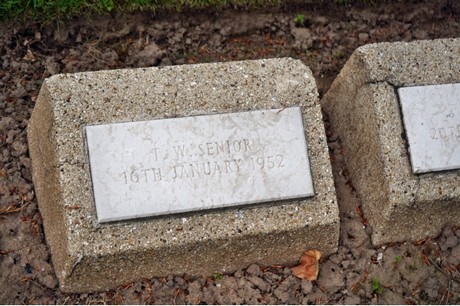 T. W. SENIOR
16TH JANUARY 1952